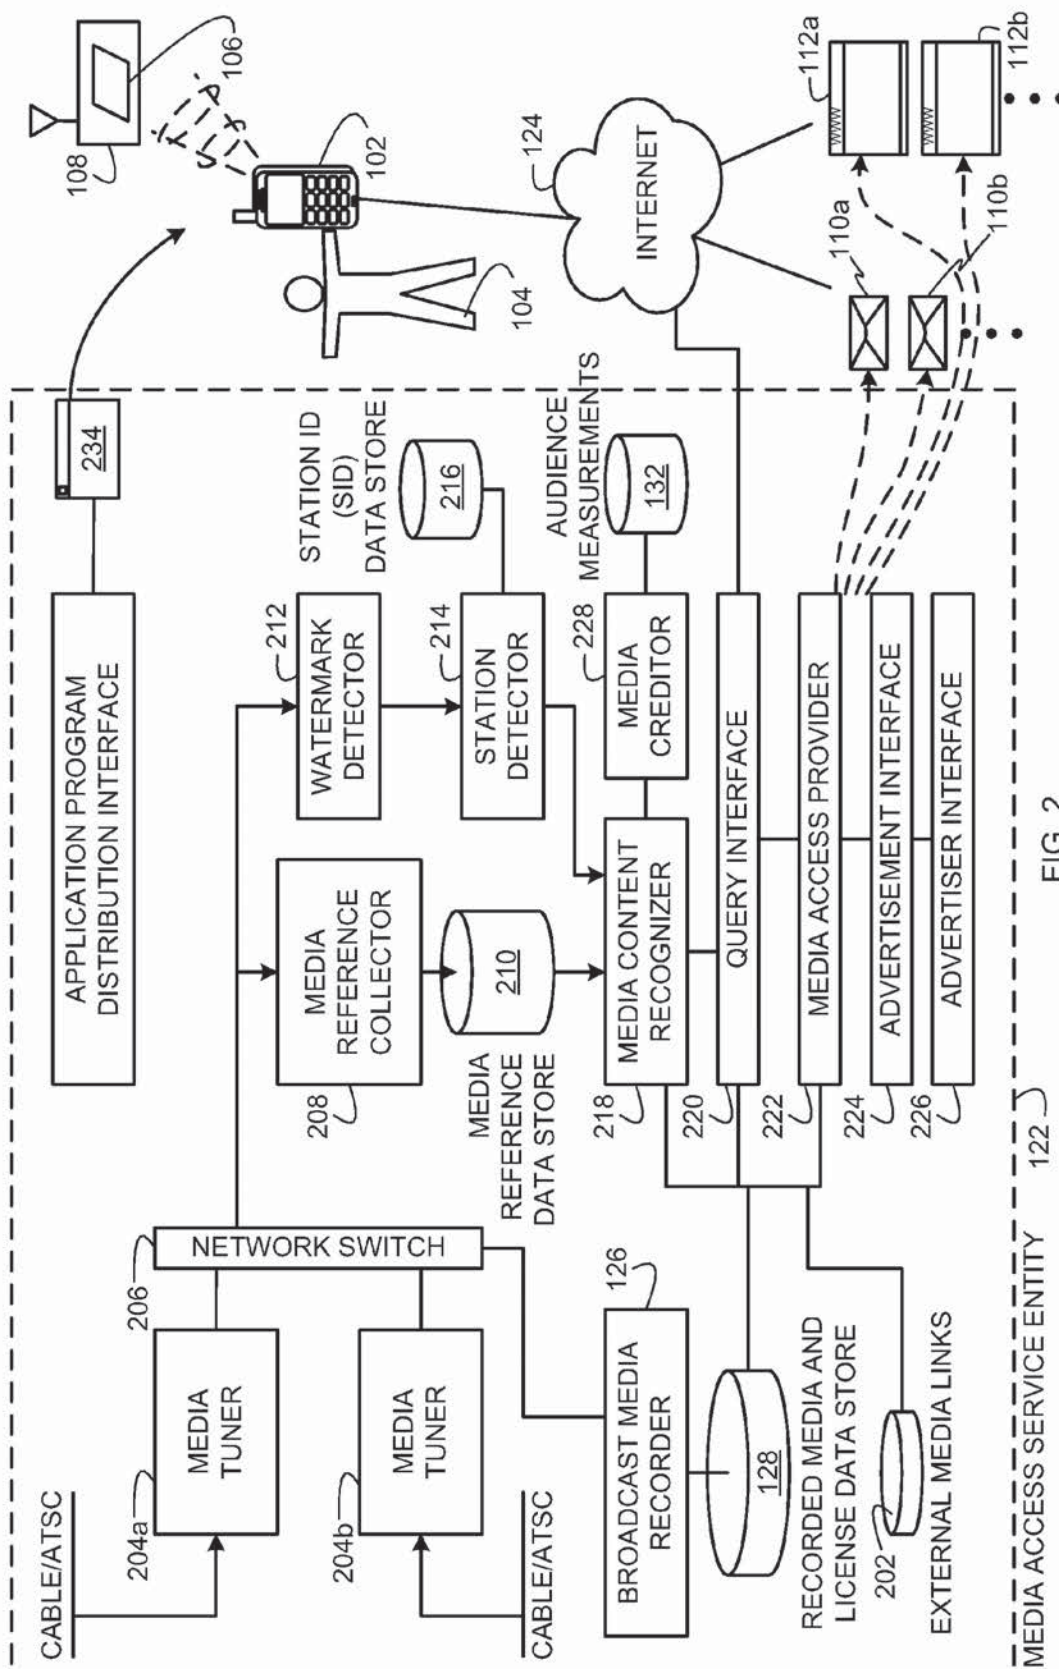 CABLE/ATSC
204a
MEDIA
TUNER
204b
MEDIA
TUNER
CABLE/ATSC
206
NETWORK SWITCH
APPLICATION PROGRAM
DISTRIBUTION INTERFACE
234
108
106
102
104
MEDIA
REFERENCE
COLLECTOR
208
210
MEDIA
REFERENCE
DATA STORE
212
WATERMARK
DETECTOR
214
STATION
DETECTOR
STATION ID
(SID)
DATA STORE
216
126
BROADCAST MEDIA
RECORDER
128
RECORDED MEDIA AND
LICENSE DATA STORE
202
EXTERNAL MEDIA LINKS
218
MEDIA CONTENT
RECOGNIZER
228
MEDIA
CREDITOR
AUDIENCE
MEASUREMENTS
132
220
QUERY INTERFACE
222
MEDIA ACCESS PROVIDER
224
ADVERTISEMENT INTERFACE
226
ADVERTISER INTERFACE
124
INTERNET
110a
110b
www
112a
www
112b
MEDIA ACCESS SERVICE ENTITY
122
FIG. 2